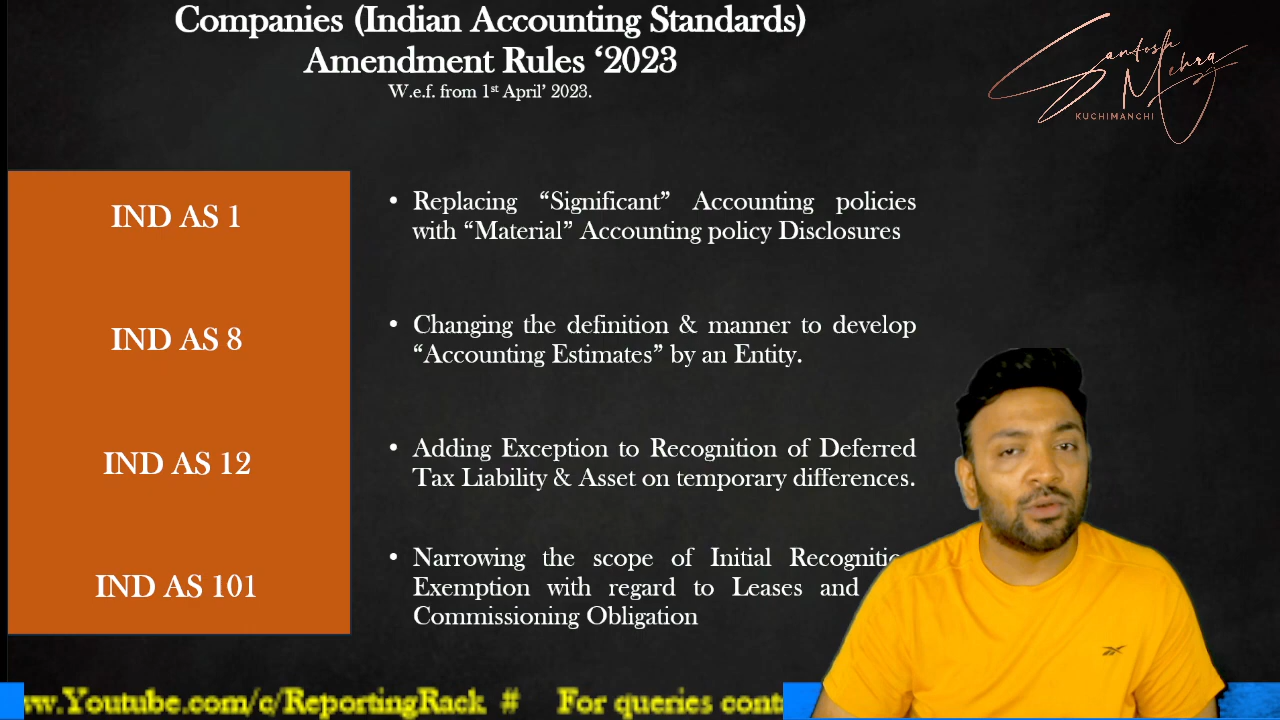 Companies (Indian Accounting Standards)
Amendment Rules ‘2023
W.e.f. from 1st April’ 2023.
Santosh
Mehra
KUCHIMANCHI
IND AS 1
• Replacing “Significant” Accounting policies
with “Material” Accounting policy Disclosures
IND AS 8
• Changing the definition & manner to develop
“Accounting Estimates” by an Entity.
IND AS 12
• Adding Exception to Recognition of Deferred
Tax Liability & Asset on temporary differences.
IND AS 101
• Narrowing the scope of Initial
Exemption with regard to Leases and
Commissioning Obligation
.Youtube.com/c/ReportingRack # For queries